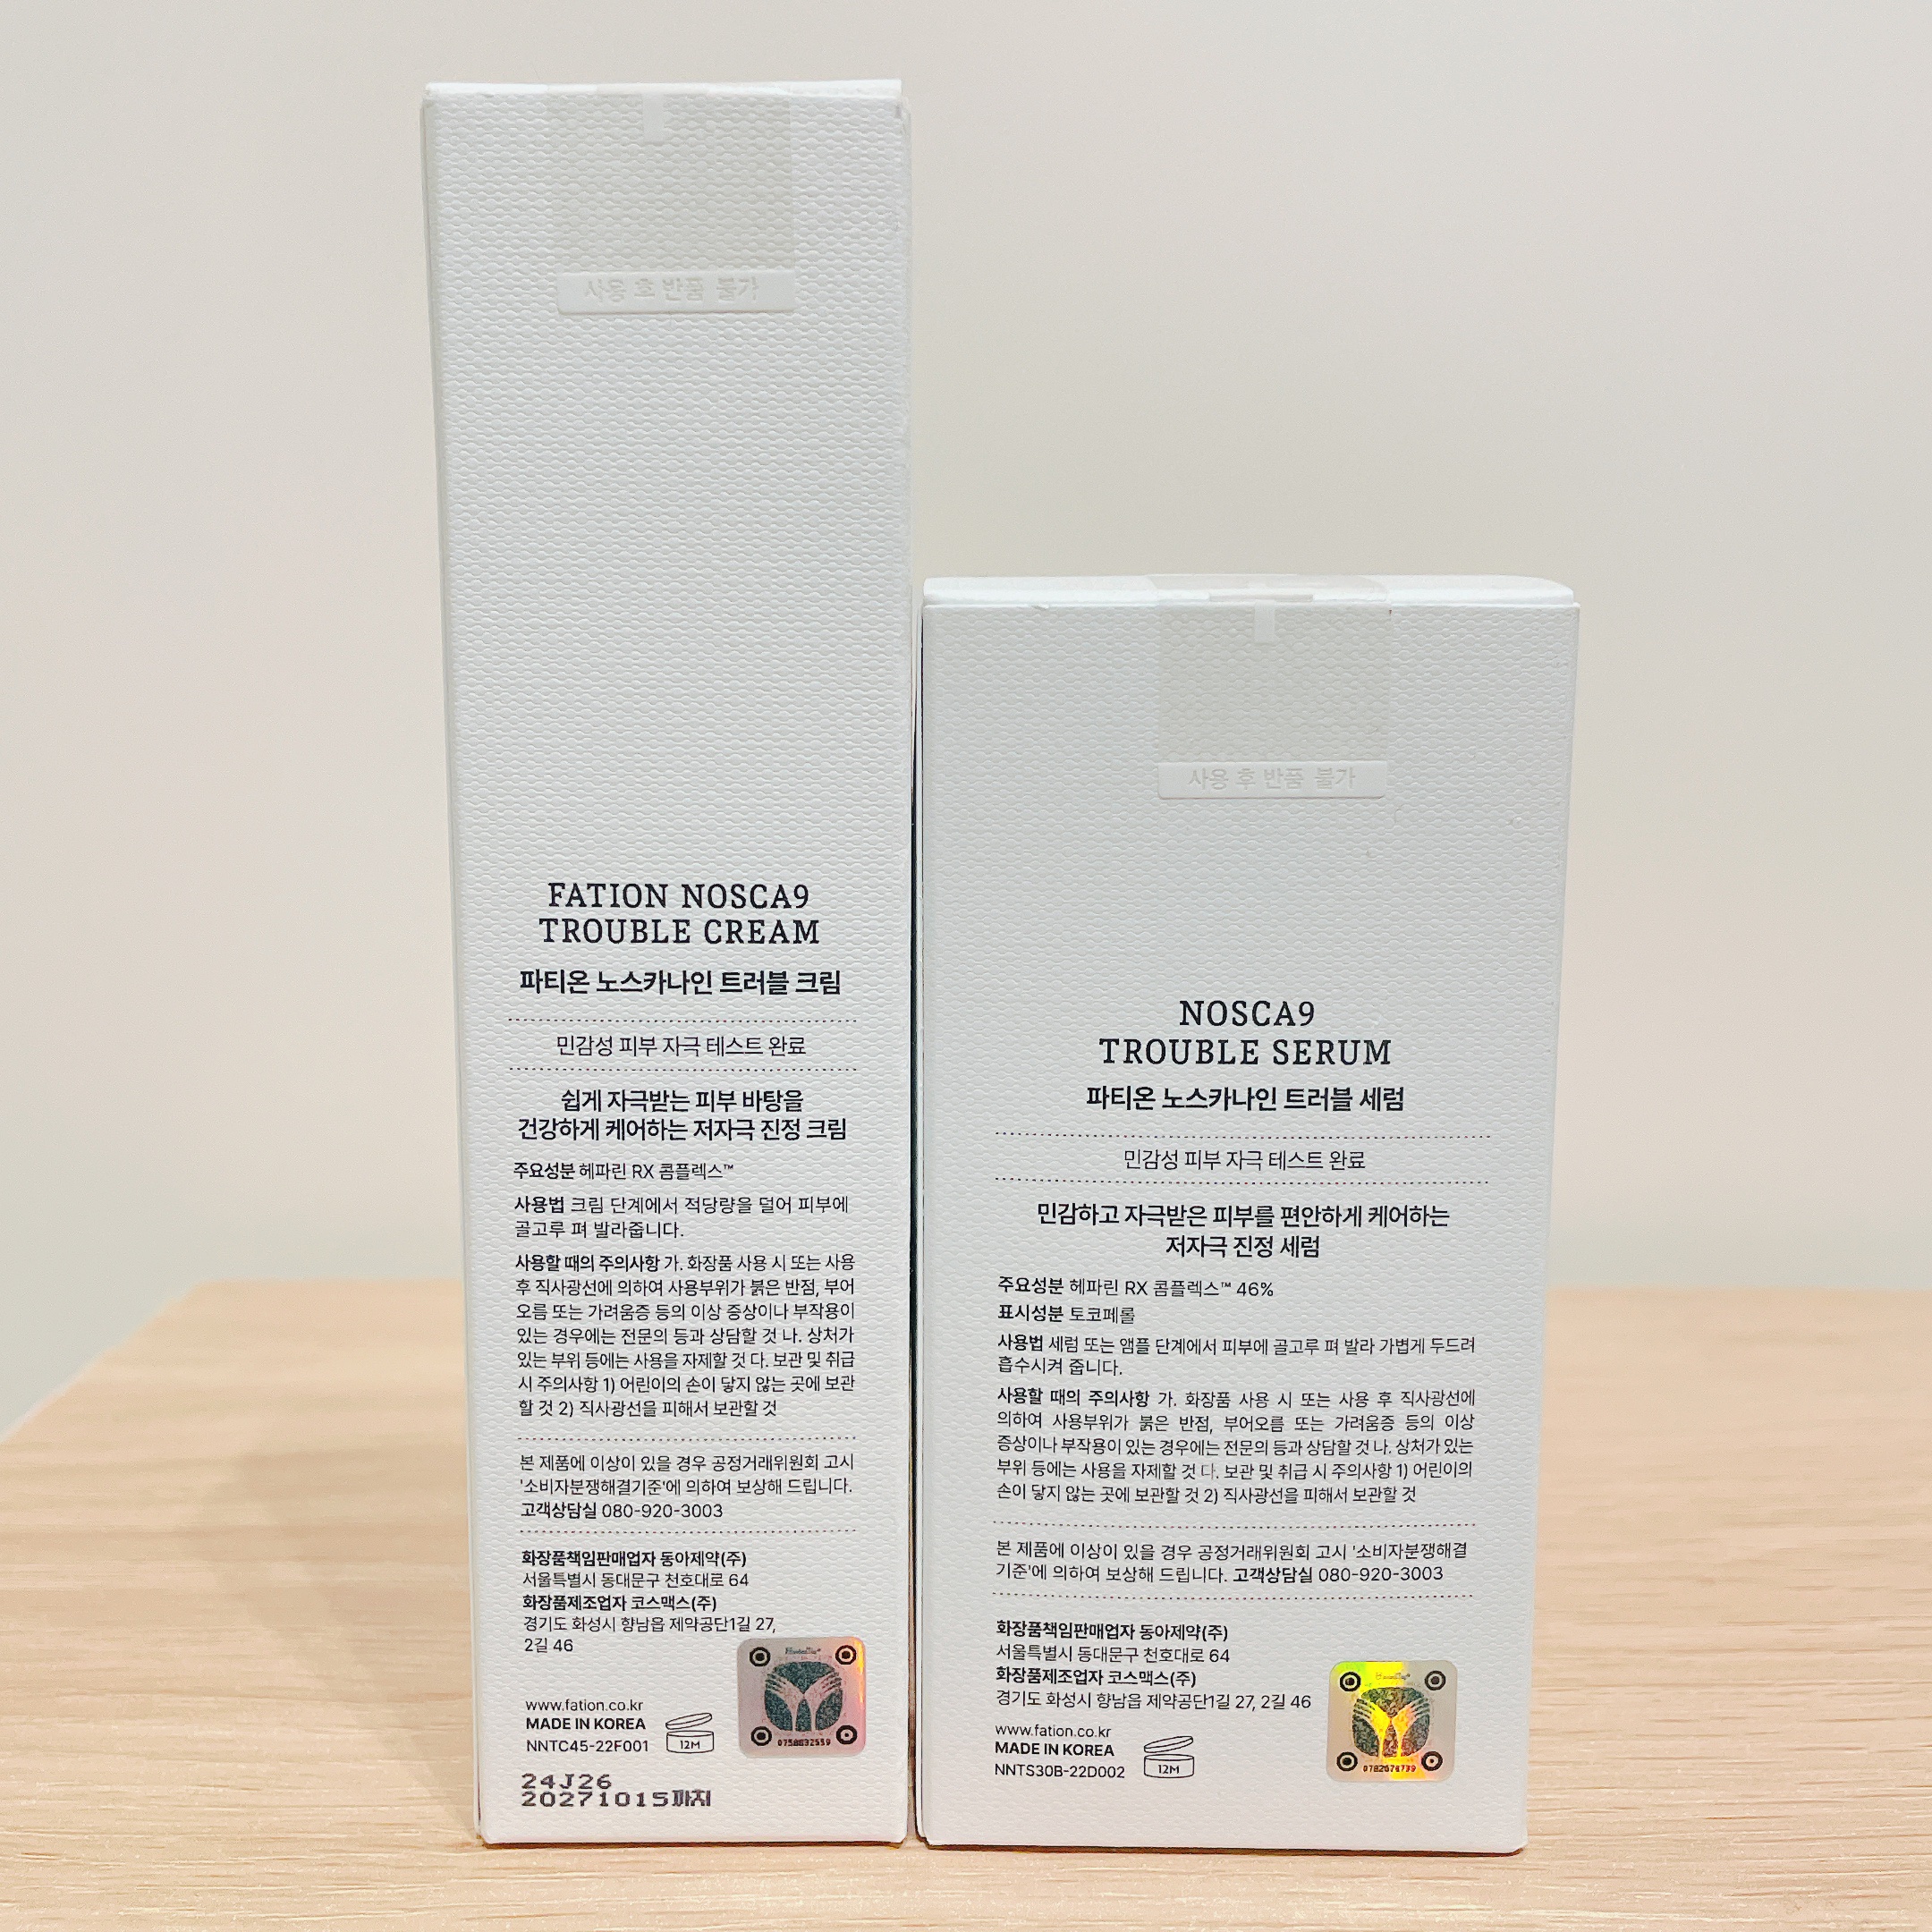 사용 후 반품 불가
FATION NOSCA9
TROUBLE CREAM
파티온 노스카나인 트러블 크림
민감성 피부 자극 테스트 완료
쉽게 자극받는 피부 바탕을
건강하게 케어하는 저자극 진정 크림
주요성분 헤파린 RX 콤플렉스™
사용법 크림 단계에서 적당량을 덜어 피부에
골고루 펴 발라줍니다.
사용할 때의 주의사항 가. 화장품 사용 시 또는 사용
후 직사광선에 의하여 사용부위가 붉은 반점, 부어
오름 또는 가려움증 등의 이상 증상이나 부작용이
있는 경우에는 전문의 등과 상담할 것 나. 상처가
있는 부위 등에는 사용을 자제할 것 다. 보관 및 취급
시 주의사항 1) 어린이의 손이 닿지 않는 곳에 보관
할 것 2) 직사광선을 피해서 보관할 것
본 제품에 이상이 있을 경우 공정거래위원회 고시
'소비자분쟁해결기준'에 의하여 보상해 드립니다.
고객상담실 080-920-3003
화장품책임판매업자 동아제약(주)
서울특별시 동대문구 천호대로 64
화장품제조업자 코스맥스(주)
경기도 화성시 향남읍 제약공단1길 27,
2길 46
www.fation.co.kr
MADE IN KOREA
NNTC45-22F001
12M
0758832559
24J26
20271015까지
사용 후 반품 불가
NOSCA9
TROUBLE SERUM
파티온 노스카나인 트러블 세럼
민감성 피부 자극 테스트 완료
민감하고 자극받은 피부를 편안하게 케어하는
저자극 진정 세럼
주요성분 헤파린 RX 콤플렉스™ 46%
표시성분 토코페롤
사용법 세럼 또는 앰플 단계에서 피부에 골고루 펴 발라 가볍게 두드려
흡수시켜 줍니다.
사용할 때의 주의사항 가. 화장품 사용 시 또는 사용 후 직사광선에
의하여 사용부위가 붉은 반점, 부어오름 또는 가려움증 등의 이상
증상이나 부작용이 있는 경우에는 전문의 등과 상담할 것 나. 상처가 있는
부위 등에는 사용을 자제할 것 다. 보관 및 취급 시 주의사항 1) 어린이의
손이 닿지 않는 곳에 보관할 것 2) 직사광선을 피해서 보관할 것
본 제품에 이상이 있을 경우 공정거래위원회 고시 '소비자분쟁해결
기준'에 의하여 보상해 드립니다. 고객상담실 080-920-3003
화장품책임판매업자 동아제약(주)
서울특별시 동대문구 천호대로 64
화장품제조업자 코스맥스(주)
경기도 화성시 향남읍 제약공단1길 27, 2길 46
www.fation.co.kr
MADE IN KOREA
NNTS30B-22D002
12M